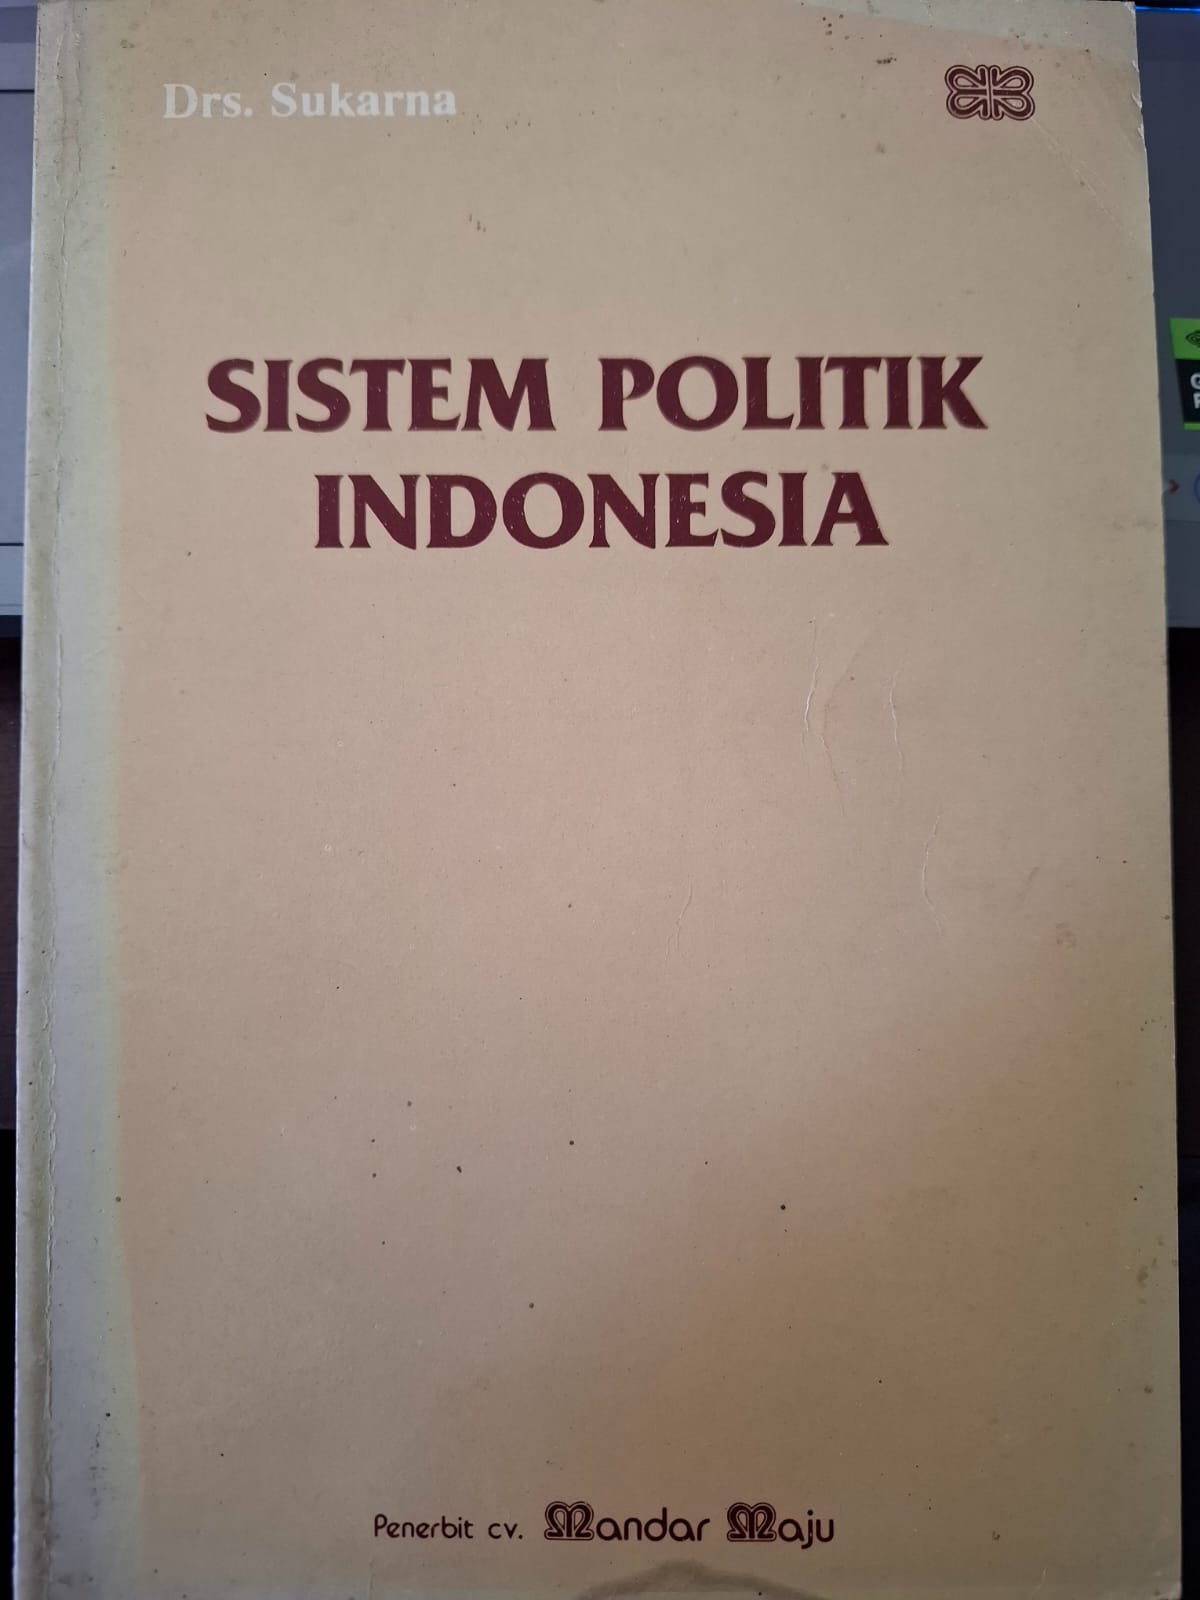 Drs. Sukarna
SISTEM POLITIK
INDONESIA
Penerbit cv. Mandar Maju